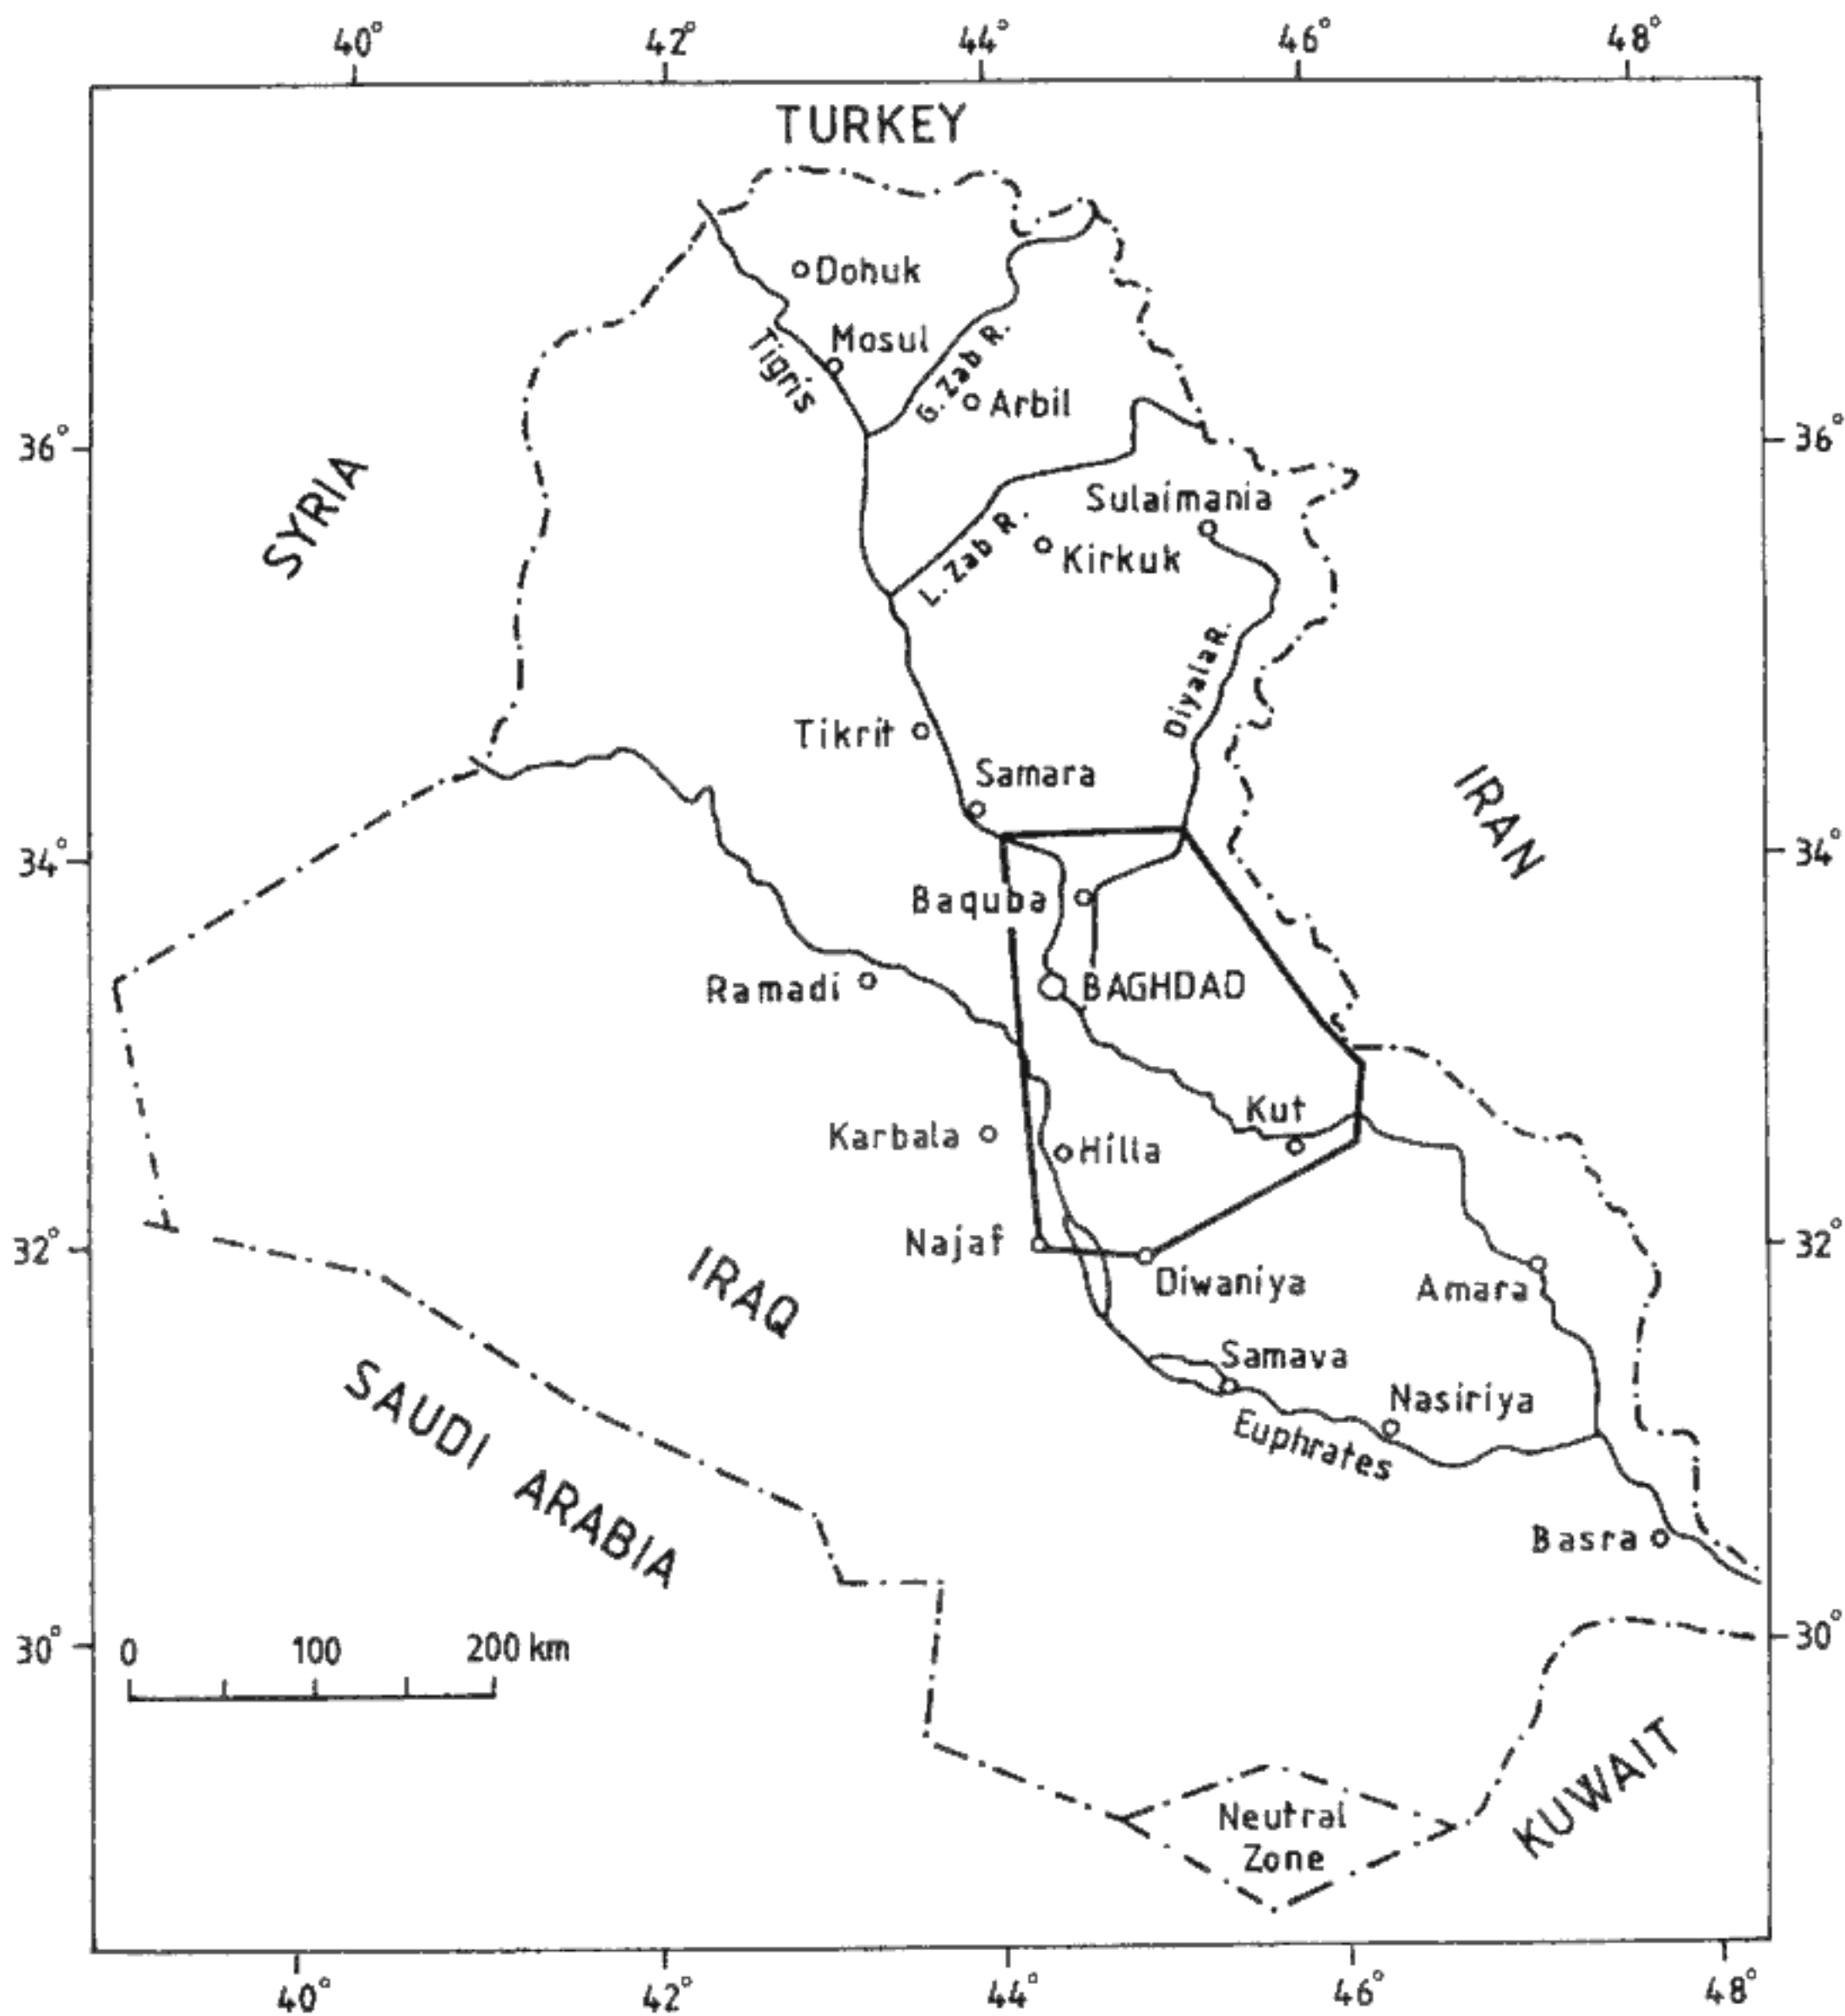 40° 42° 44° 46° 48°
TURKEY
Dohuk
Mosul
Tigris
G. Zab R.
Arbil
36° 36°
SYRIA
Sulaimania
L. Zab R.
Kirkuk
Diyala R.
Tikrit
Samara
IRAN
34° 34°
Baquba
Ramadi
BAGHDAD
Kut
Karbala
Hilla
Najaf
32° 32°
IRAQ
Diwaniya
Amara
SAUDI ARABIA
Samava
Nasiriya
Euphrates
Basra
30° 30°
0 100 200 km
KUWAIT
Neutral
Zone
40° 42° 44° 46° 48°